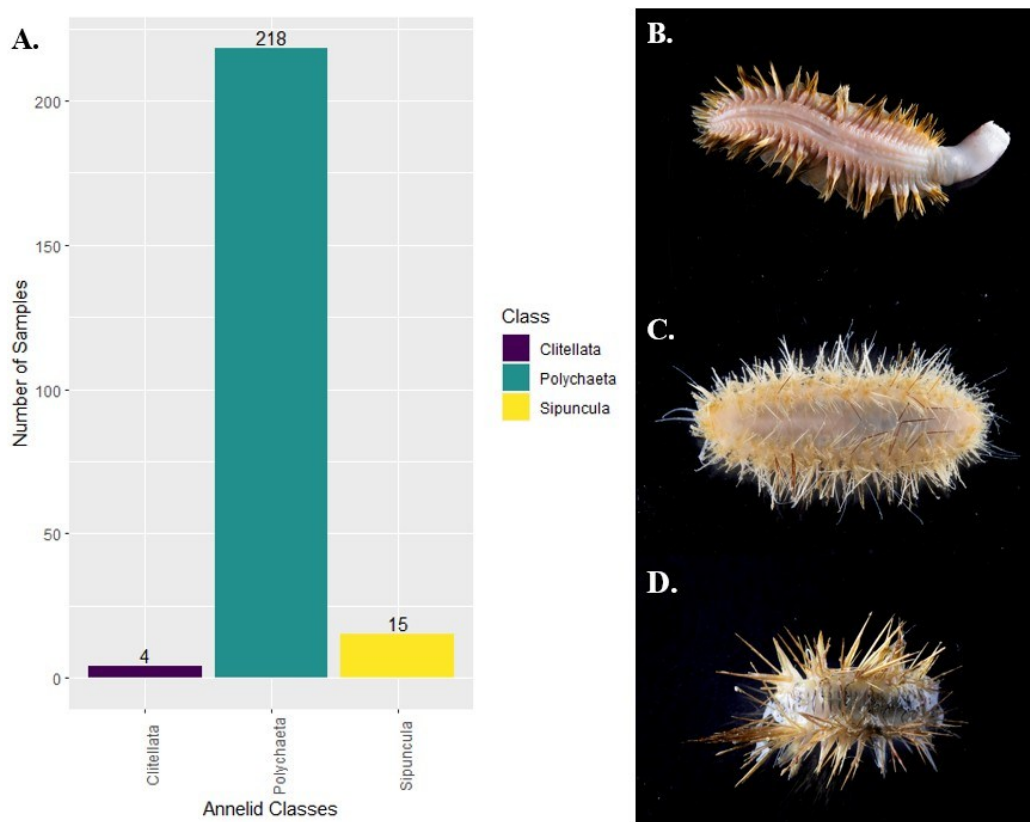 A.
218
200
150
100
50
0
4
15
Number of Samples
Clitellata
Polychaeta
Sipuncula
Annelid Classes
Class
Clitellata
Polychaeta
Sipuncula
B.
C.
D.